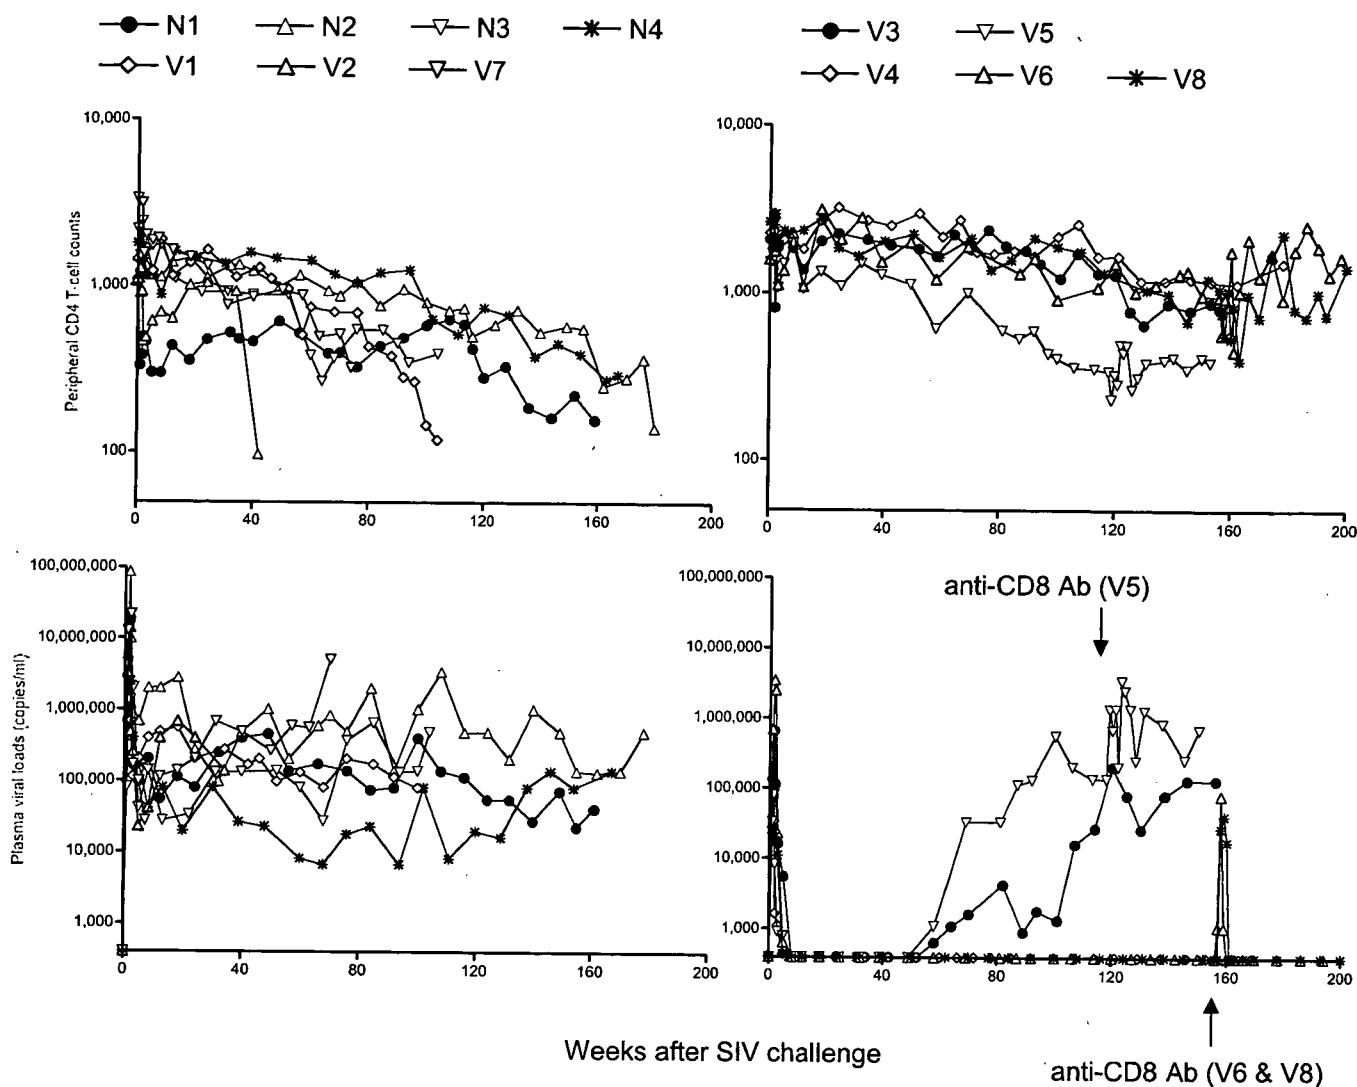 N1 N2 N3 N4
V1 V2 V7
V3 V5
V4 V6 V8
Peripheral CD4 T-cell counts
10,000
1,000
100
0 40 80 120 160 200
10,000
1,000
100
0 40 80 120 160 200
Plasma viral loads (copies/ml)
100,000,000
10,000,000
1,000,000
100,000
10,000
1,000
0 40 80 120 160 200
100,000,000
10,000,000
1,000,000
100,000
10,000
1,000
0 40 80 120 160 200
anti-CD8 Ab (V5)
Weeks after SIV challenge
anti-CD8 Ab (V6 & V8)